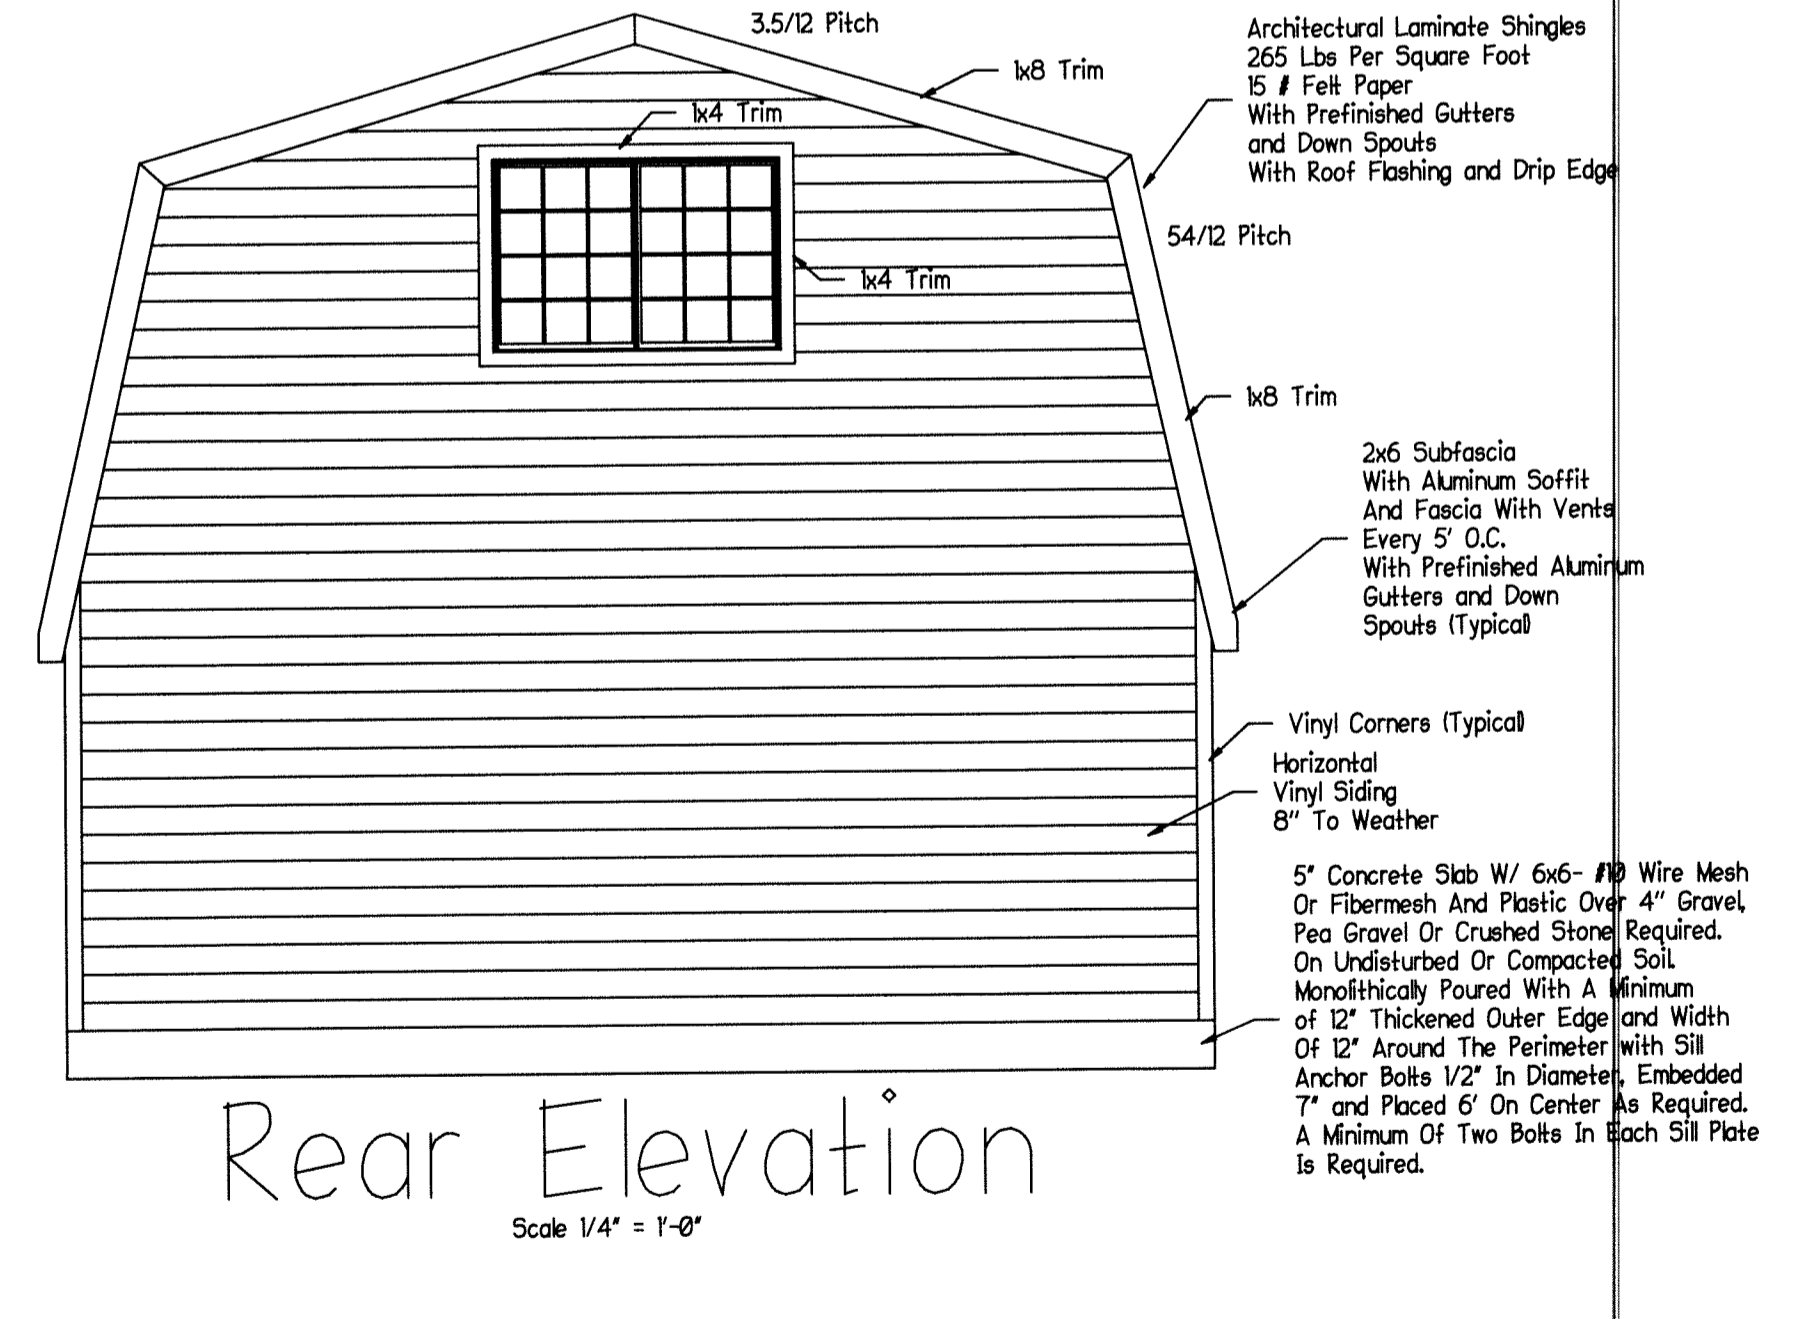 3.5/12 Pitch
1x8 Trim
1x4 Trim
Architectural Laminate Shingles
265 Lbs Per Square Foot
15 # Felt Paper
With Prefinished Gutters
and Down Spouts
With Roof Flashing and Drip Edge
54/12 Pitch
1x4 Trim
1x8 Trim
2x6 Subfascia
With Aluminum Soffit
And Fascia With Vents
Every 5' O.C.
With Prefinished Aluminum
Gutters and Down
Spouts (Typical)
Vinyl Corners (Typical)
Horizontal
Vinyl Siding
8" To Weather
5" Concrete Slab W/ 6x6- #10 Wire Mesh
Or Fibermesh And Plastic Over 4" Gravel,
Pea Gravel Or Crushed Stone Required.
On Undisturbed Or Compacted Soil.
Monolithically Poured With A Minimum
of 12" Thickened Outer Edge and Width
Of 12" Around The Perimeter with Sill
Anchor Bolts 1/2" In Diameter, Embedded
7" and Placed 6' On Center As Required.
A Minimum Of Two Bolts In Each Sill Plate
Is Required.
Rear Elevation
Scale 1/4" = 1'-0"